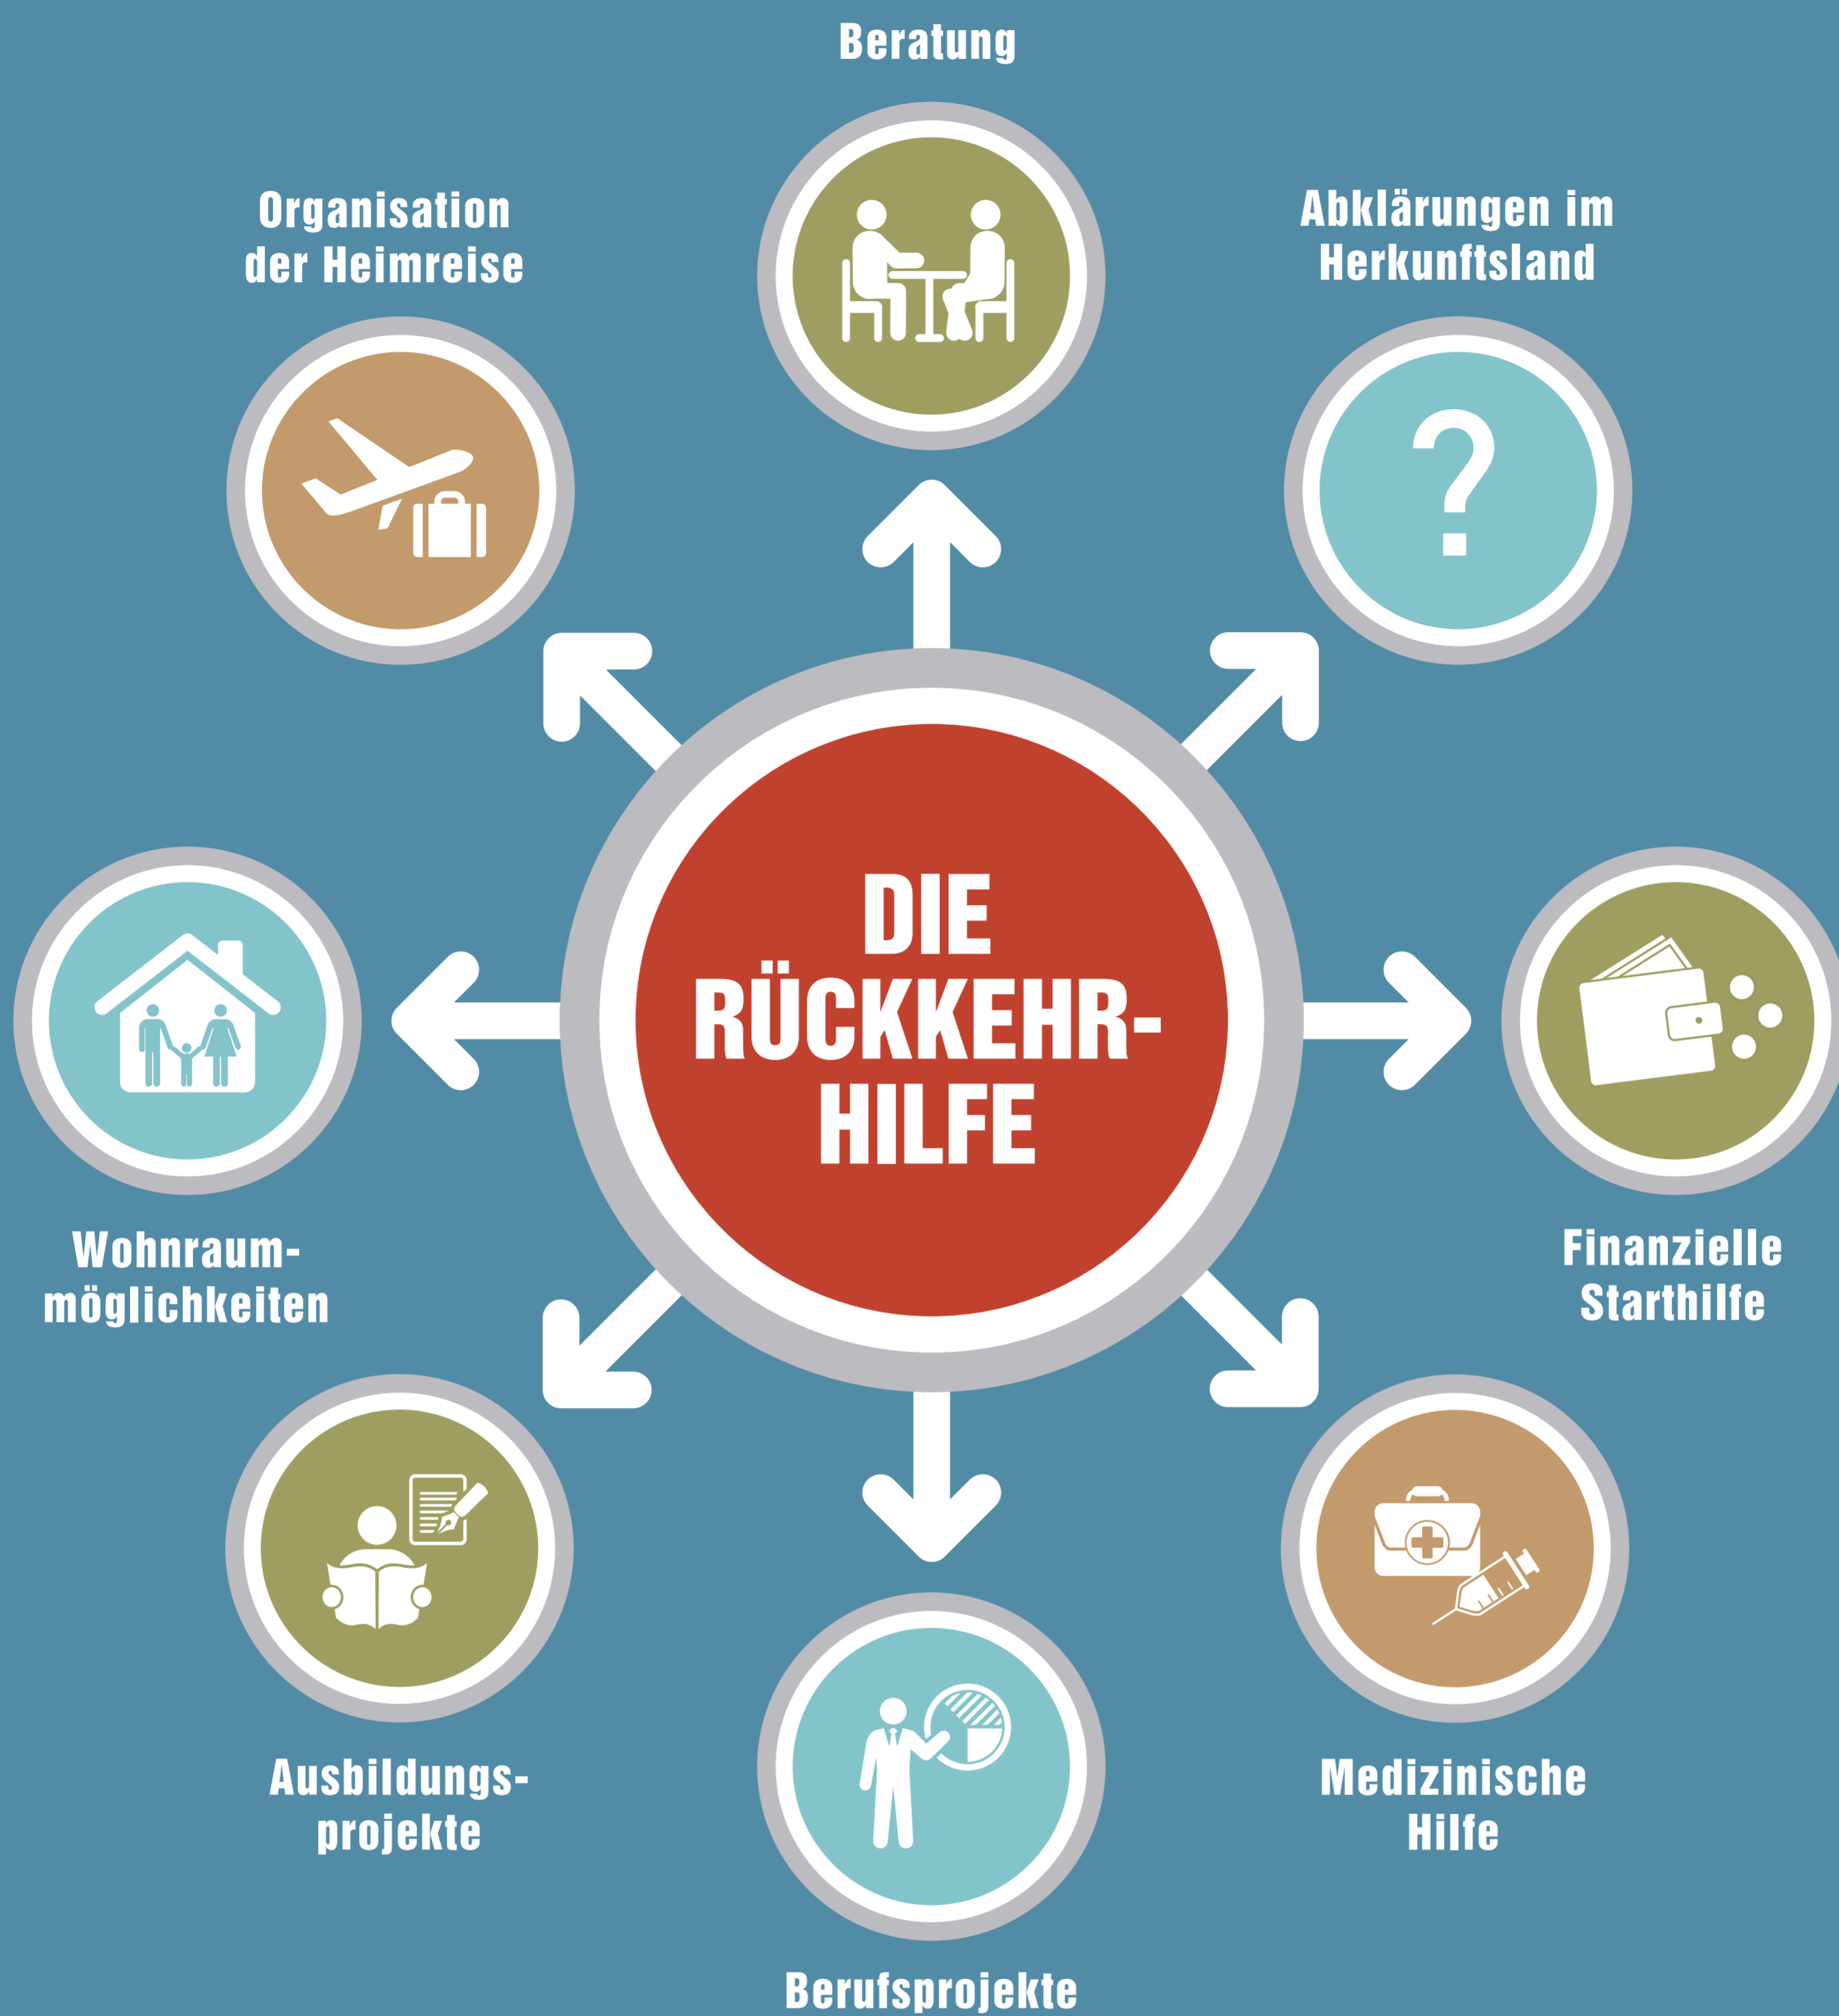 Beratung
Organisation
der Heimreise
Abklärungen im
Herkunftsland
DIE
RÜCKKEHR-
HILFE
Wohnraum-
möglichkeiten
Finanzielle
Starthilfe
Ausbildungs-
projekte
Medizinische
Hilfe
Berufsprojekte